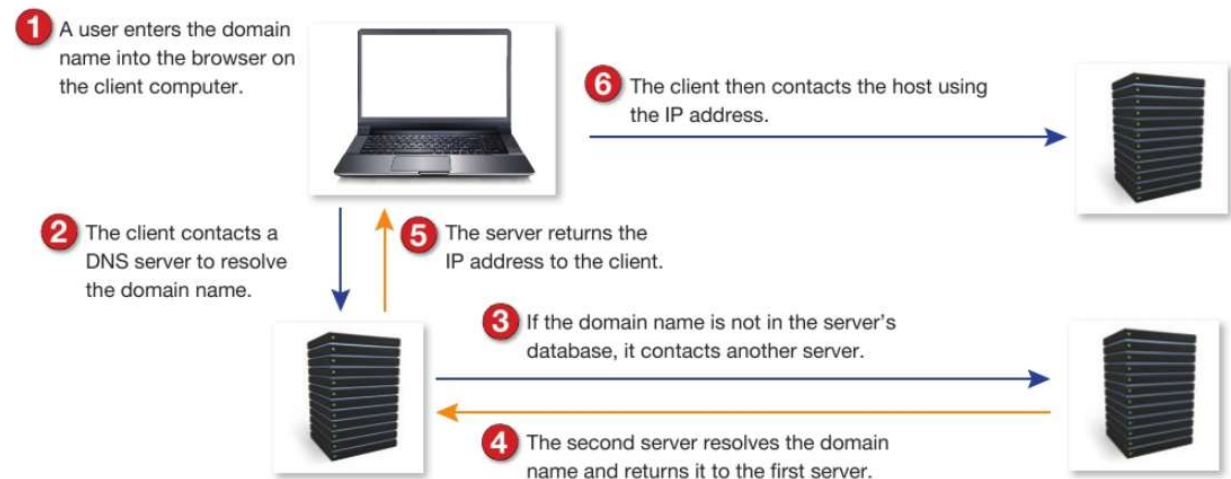 1 A user enters the domain
name into the browser on
the client computer.
6 The client then contacts the host using
the IP address.
2 The client contacts a
DNS server to resolve
the domain name.
5 The server returns the
IP address to the client.
3 If the domain name is not in the server's
database, it contacts another server.
4 The second server resolves the domain
name and returns it to the first server.